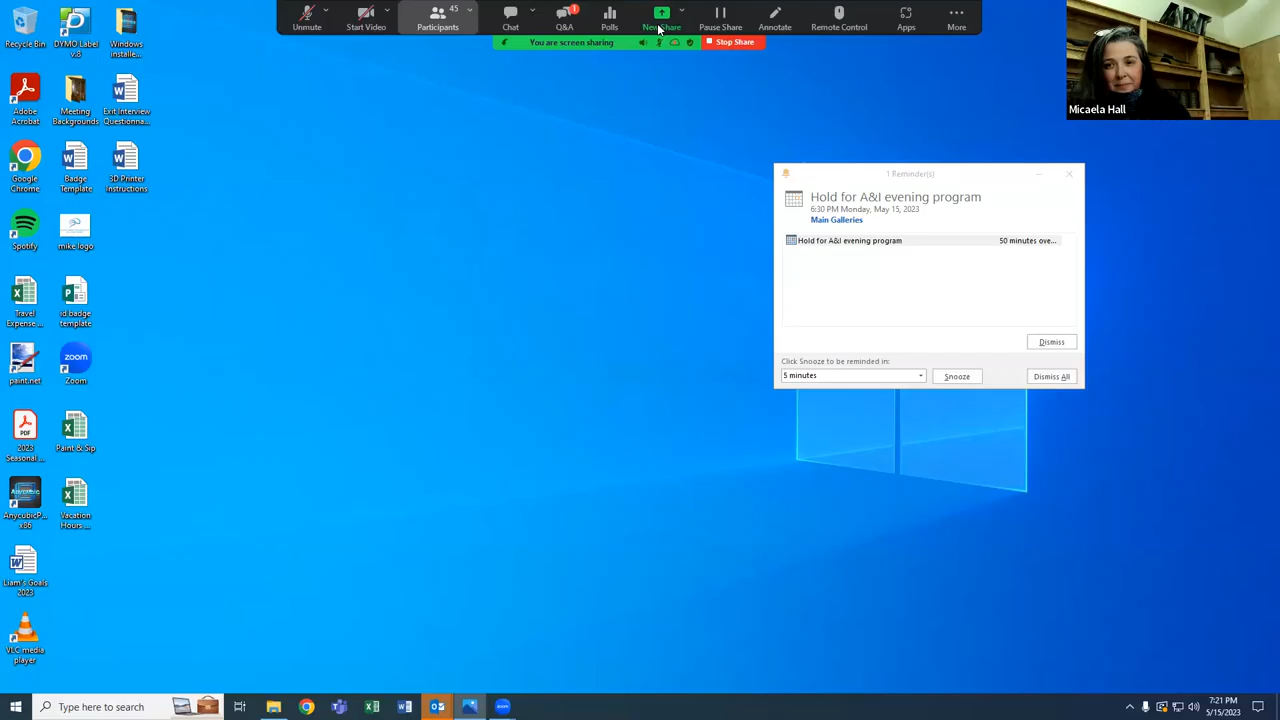 45
1
Unmute
Start Video
Participants
Chat
Q&A
Polls
New Share
Pause Share
Annotate
Remote Control
Apps
More
You are screen sharing
Stop Share
Micaela Hall
Recycle Bin
DYMO Label
v.8
Windows
Installe...
Adobe
Acrobat
Meeting
Backgrounds
Exit Interview
Questionna...
Google
Chrome
Badge
Template
3D Printer
Instructions
Spotify
mike logo
Travel
Expense ...
id badge
template
paint.net
zoom
Zoom
2023
Seasonal ...
Paint & Sip
AnycubicP...
x86
Vacation
Hours ...
Liam's Goals
2023
VLC media
player
1 Reminder(s)
Hold for A&I evening program
6:30 PM Monday, May 15, 2023
Main Galleries
Hold for A&I evening program 50 minutes ove...
Dismiss
Click Snooze to be reminded in:
5 minutes
Snooze
Dismiss All
Type here to search
7:21 PM
5/15/2023